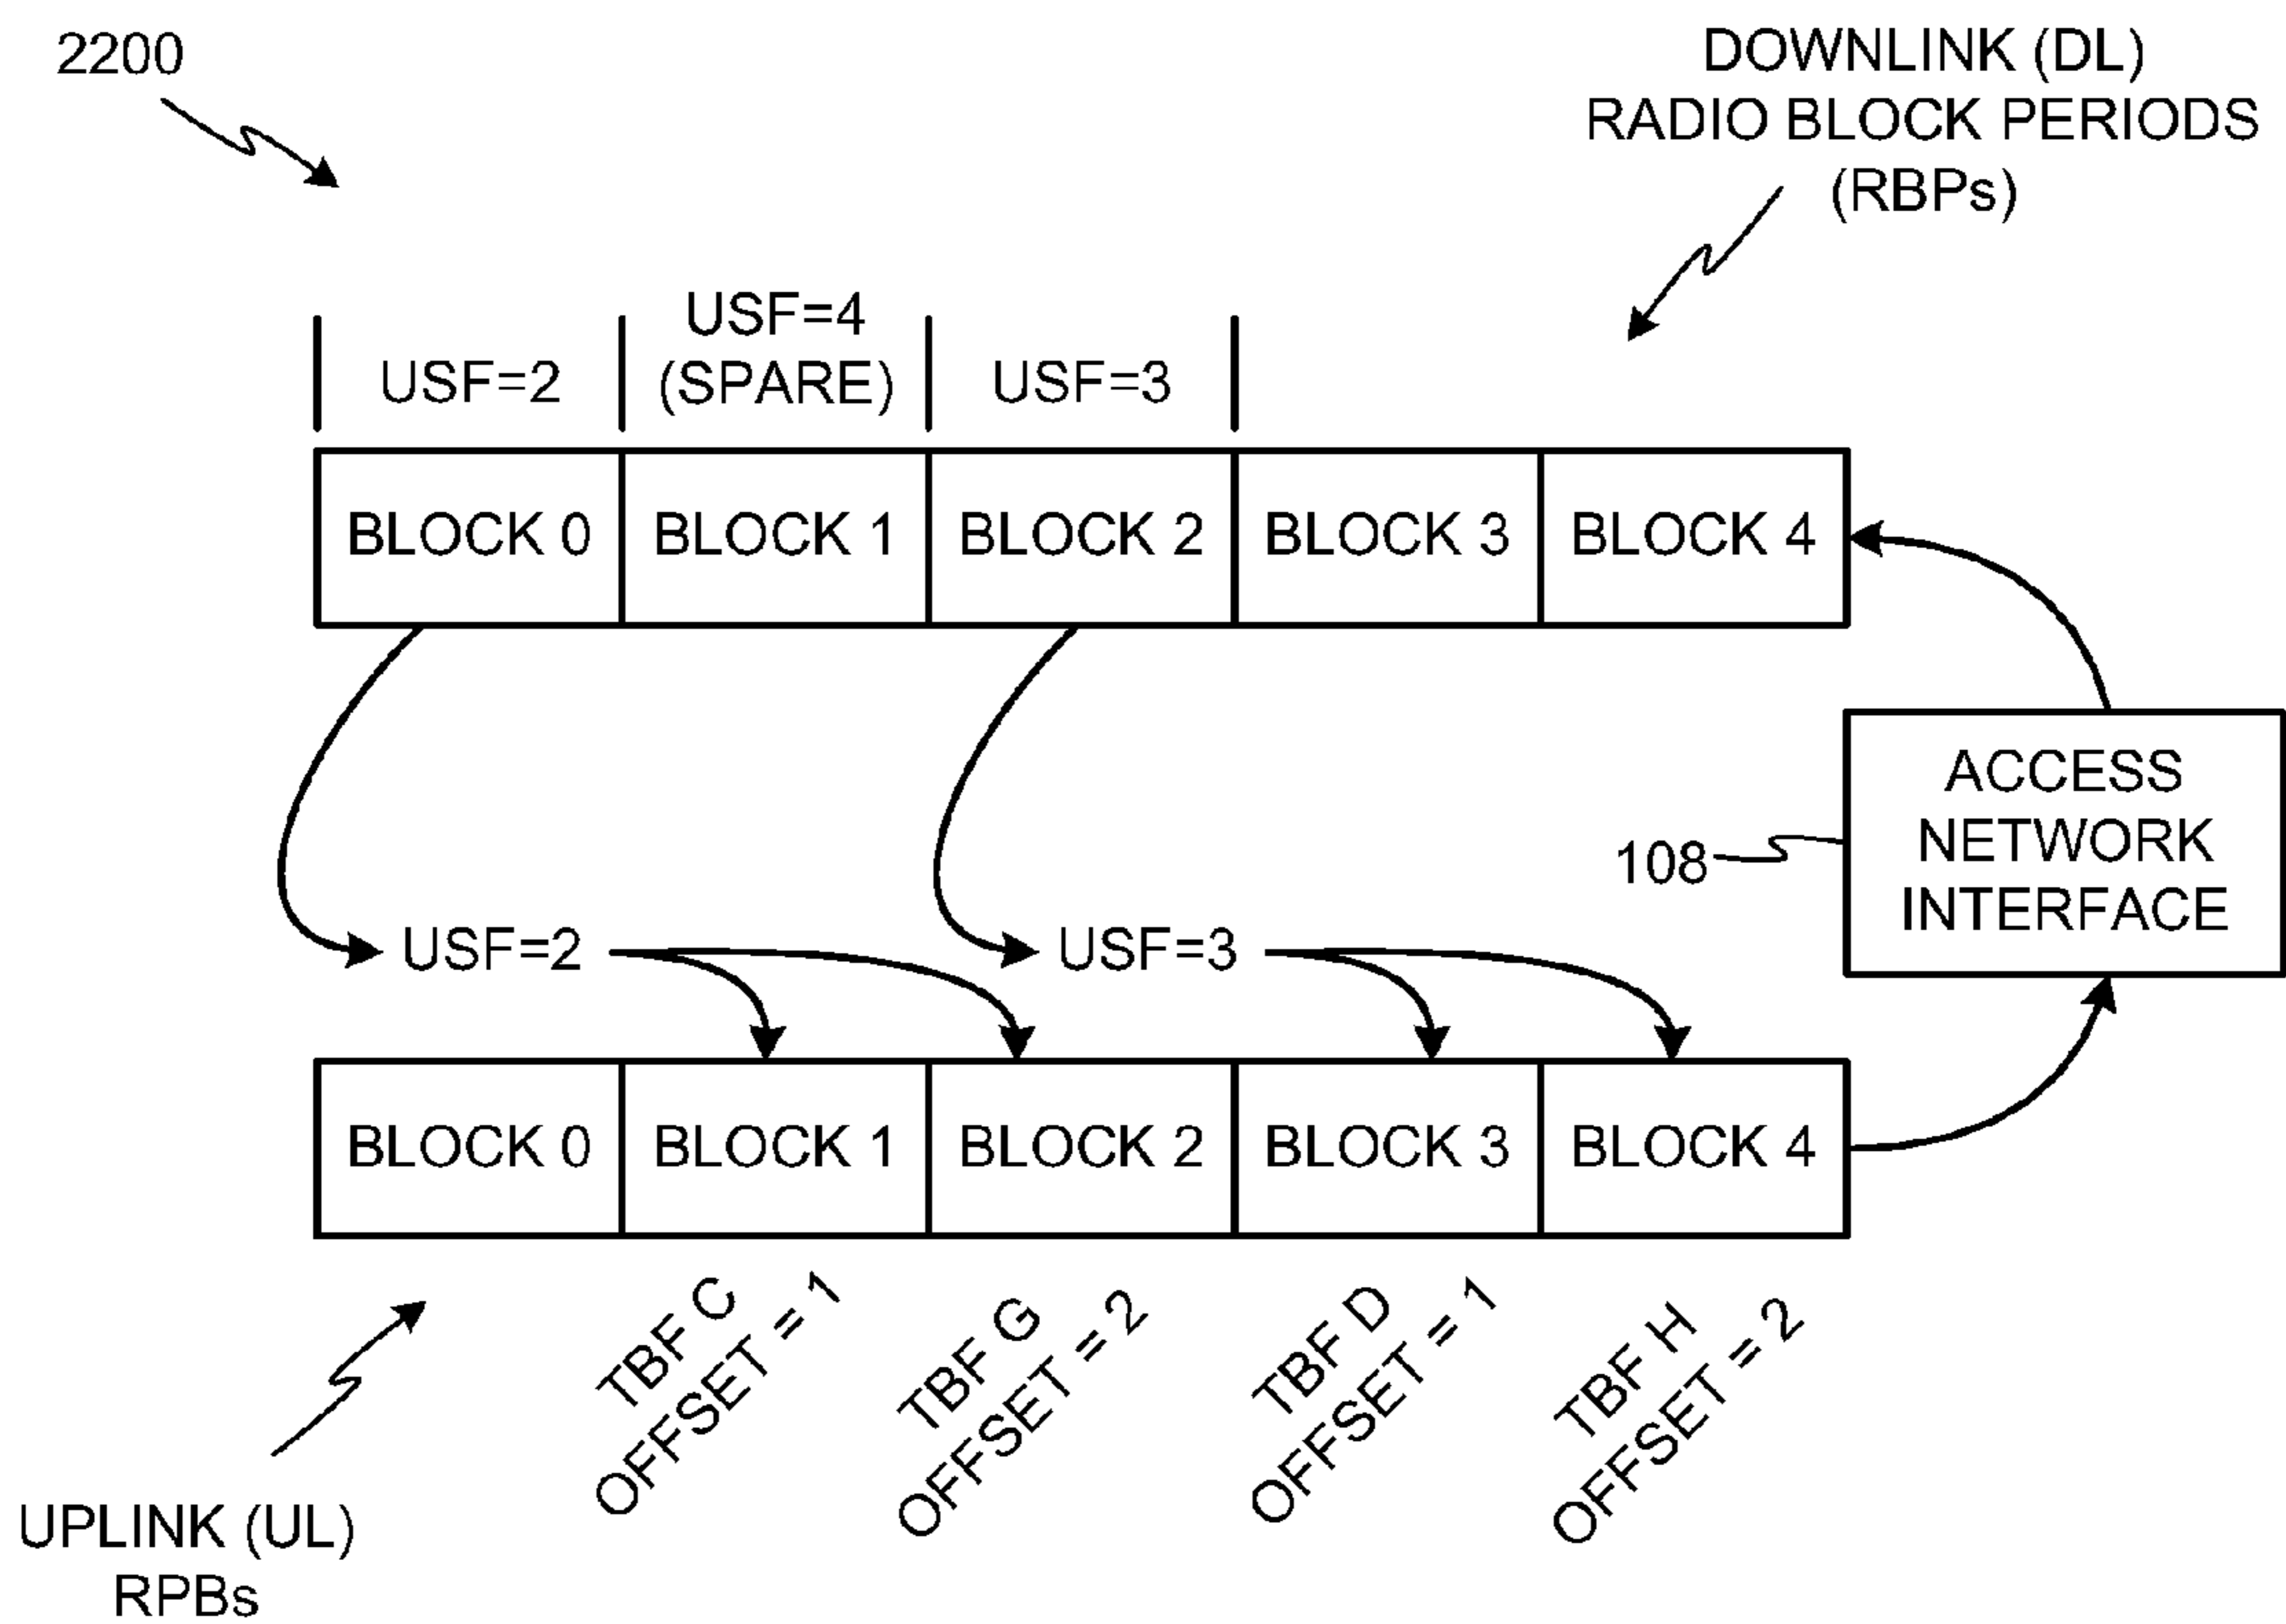 2200
DOWNLINK (DL)
RADIO BLOCK PERIODS
(RBPs)
USF=2
USF=4
(SPARE)
USF=3
BLOCK 0
BLOCK 1
BLOCK 2
BLOCK 3
BLOCK 4
ACCESS
NETWORK
INTERFACE
108
USF=2
USF=3
BLOCK 0
BLOCK 1
BLOCK 2
BLOCK 3
BLOCK 4
TBF C
OFFSET = 1
TBF G
OFFSET = 2
TBF D
OFFSET = 1
TBF H
OFFSET = 2
UPLINK (UL)
RPBs